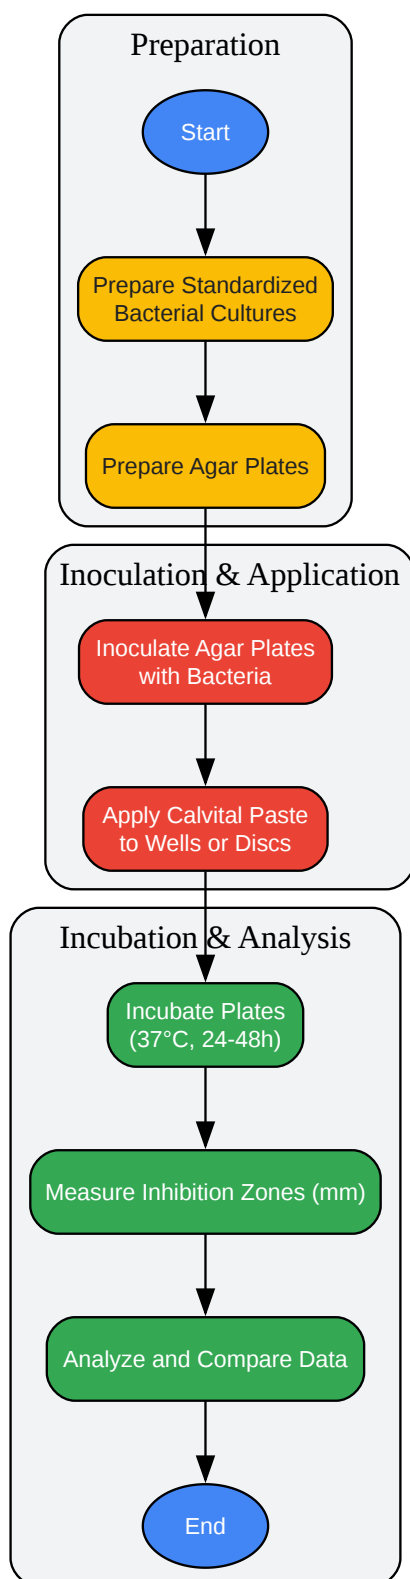 Preparation
Start
Prepare Standardized
Bacterial Cultures
Prepare Agar Plates
Inoculation & Application
Inoculate Agar Plates
with Bacteria
Apply Calvital Paste
to Wells or Discs
Incubation & Analysis
Incubate Plates
(37°C, 24-48h)
Measure Inhibition Zones (mm)
Analyze and Compare Data
End